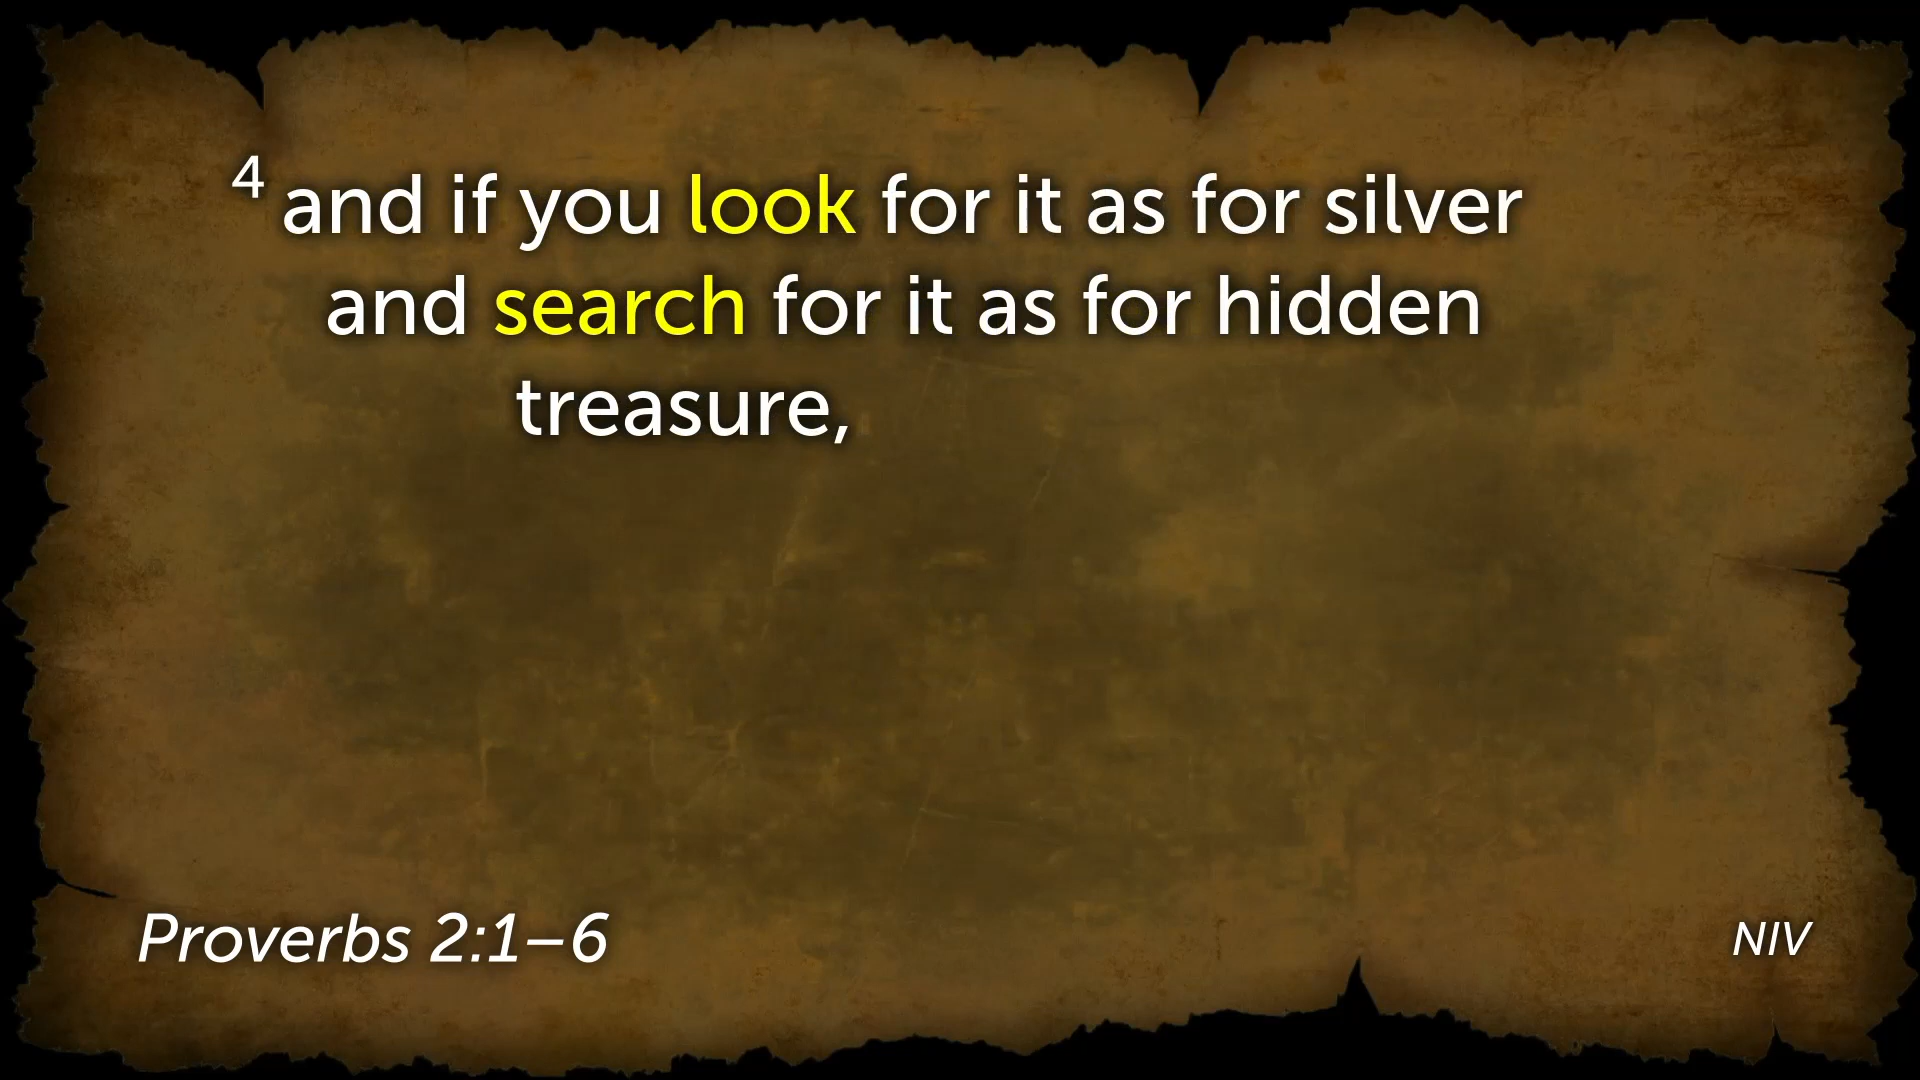 4 and if you look for it as for silver
and search for it as for hidden
treasure,
Proverbs 2:1–6
NIV